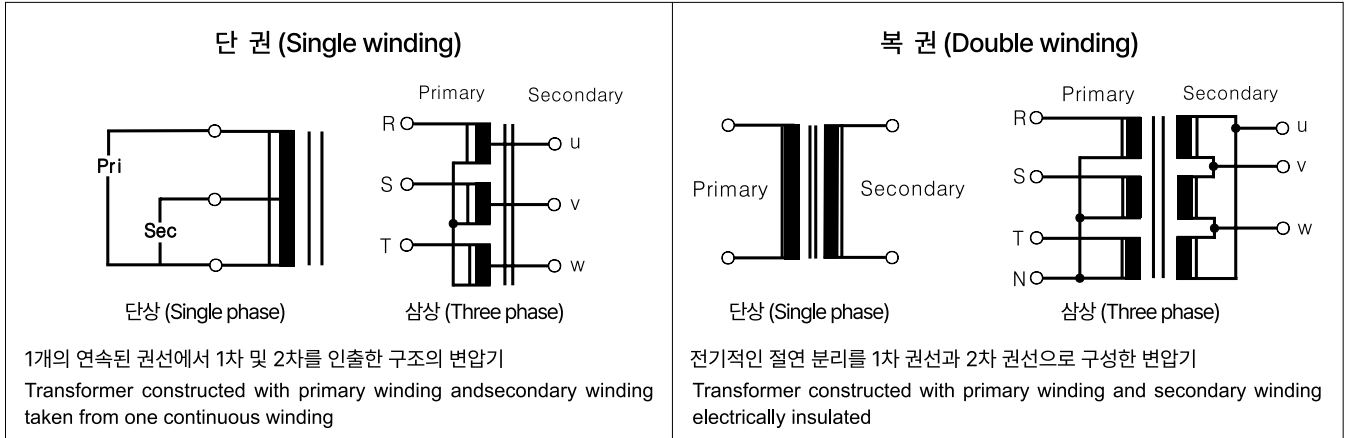 단 권 (Single winding)
Pri
Sec
단상 (Single phase)
Primary
Secondary
R
u
S
v
T
w
삼상 (Three phase)
1개의 연속된 권선에서 1차 및 2차를 인출한 구조의 변압기
Transformer constructed with primary winding andsecondary winding
taken from one continuous winding
복 권 (Double winding)
Primary
Secondary
단상 (Single phase)
Primary
Secondary
R
u
v
S
T
w
N
삼상 (Three phase)
전기적인 절연 분리를 1차 권선과 2차 권선으로 구성한 변압기
Transformer constructed with primary winding and secondary winding
electrically insulated